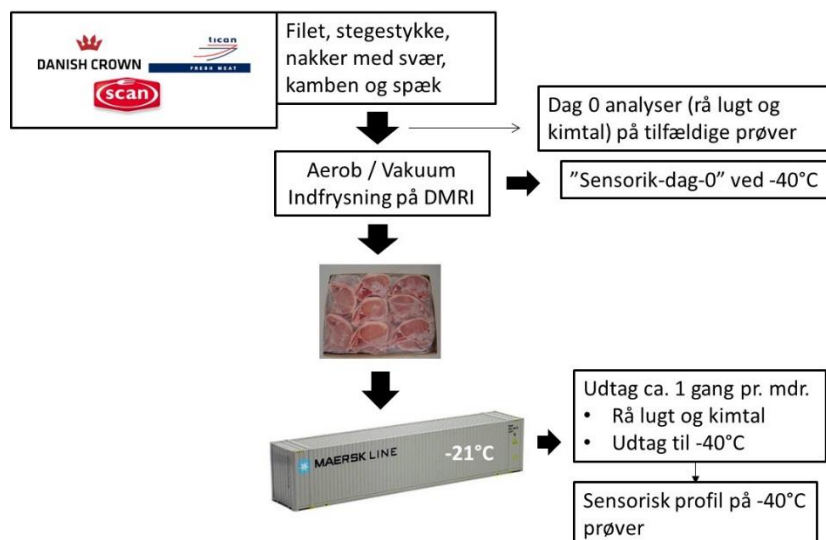 DANISH CROWN
tican
FRESH MEAT
scan
Filet, stegestykke,
nakker med svær,
kamben og spæk
Dag 0 analyser (rå lugt og
kimtal) på tilfældige prøver
Aerob / Vakuum
Indfrysning på DMRI
”Sensorik-dag-0” ved -40°C
MAERSK LINE
-21°C
Udtag ca. 1 gang pr. mdr.
• Rå lugt og kimtal
• Udtag til -40°C
Sensorisk profil på -40°C
prøver